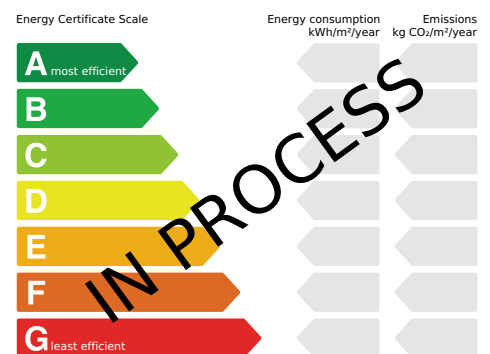 Energy Certificate Scale
Energy consumption
kWh/m²/year
Emissions
kg CO₂/m²/year
A most efficient
B
C
D
E
F
G least efficient
IN PROCESS